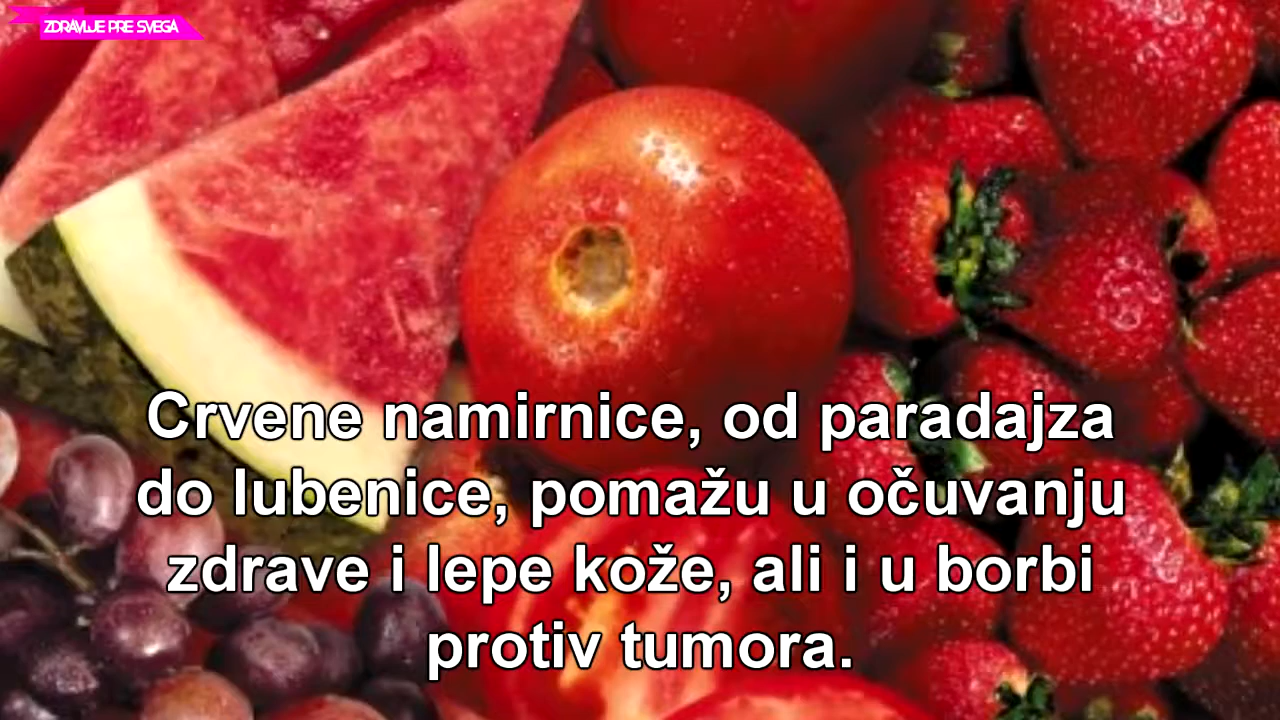 ZDRAVLJE PRE SVEGA
Crvene namirnice, od paradajza
do lubenice, pomažu u očuvanju
zdrave i lepe kože, ali i u borbi
protiv tumora.